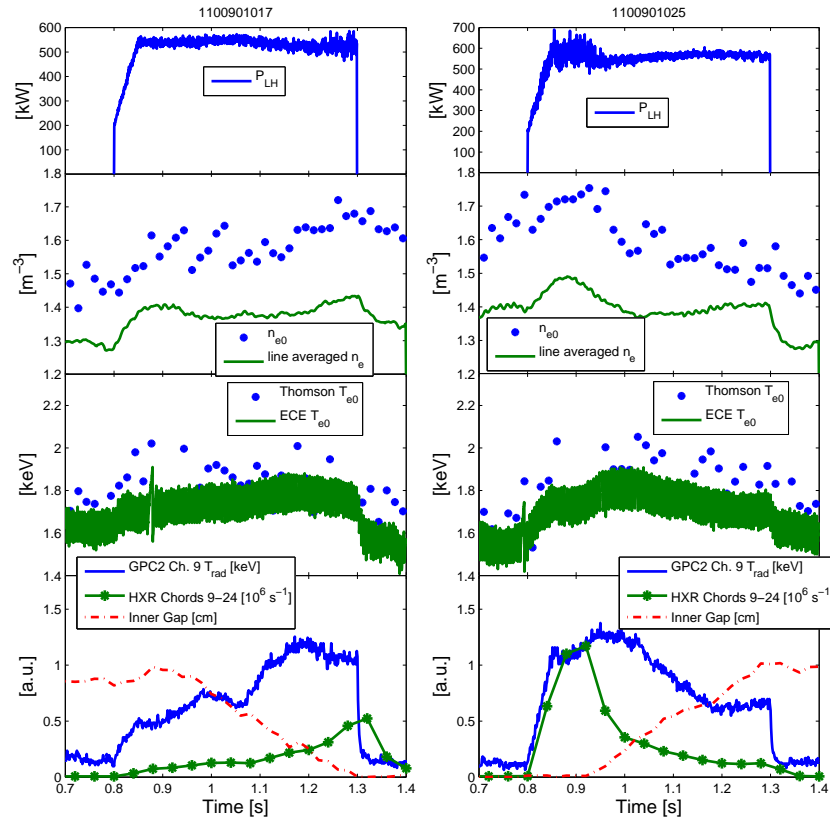 1100901017
600
500
400
300
200
100
[kW]
P_LH
1.8
1.7
1.6
1.5
1.4
1.3
1.2
[m⁻³]
n_e0
line averaged n_e
2.2
2
1.8
1.6
1.4
[keV]
Thomson T_e0
ECE T_e0
GPC2 Ch. 9 T_rad [keV]
HXR Chords 9−24 [10⁶ s⁻¹]
Inner Gap [cm]
1.5
1
0.5
0
[a.u.]
0.7 0.8 0.9 1 1.1 1.2 1.3 1.4
Time [s]
1100901025
700
600
500
400
300
200
100
[kW]
P_LH
1.8
1.7
1.6
1.5
1.4
1.3
1.2
[m⁻³]
n_e0
line averaged n_e
2.2
2
1.8
1.6
1.4
[keV]
Thomson T_e0
ECE T_e0
GPC2 Ch. 9 T_rad [keV]
HXR Chords 9−24 [10⁶ s⁻¹]
Inner Gap [cm]
1.5
1
0.5
0
[a.u.]
0.7 0.8 0.9 1 1.1 1.2 1.3 1.4
Time [s]